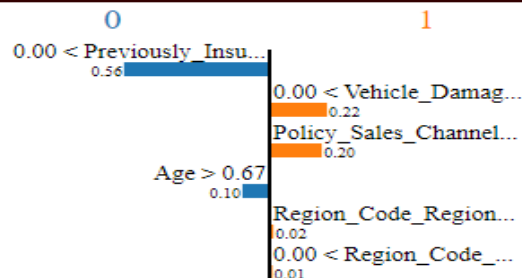 0 1
0.00 < Previously_Insu...
0.56
0.00 < Vehicle_Damag...
0.22
Policy_Sales_Channel...
0.20
Age > 0.67
0.10
Region_Code_Region...
0.02
0.00 < Region_Code_...
0.01